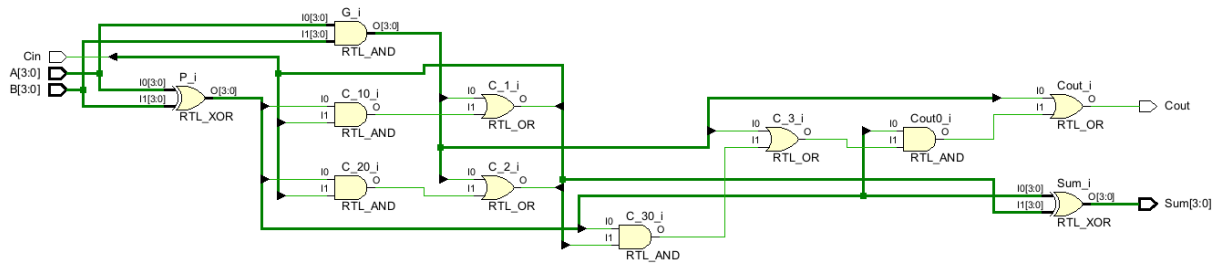 G_i
I0[3:0]
O[3:0]
I1[3:0]
RTL_AND
Cin
A[3:0]
B[3:0]
P_i
I0[3:0]
O[3:0]
I1[3:0]
RTL_XOR
C_10_i
I0
O
I1
RTL_AND
C_1_i
I0
O
I1
RTL_OR
C_20_i
I0
O
I1
RTL_AND
C_2_i
I0
O
I1
RTL_OR
C_30_i
I0
O
I1
RTL_AND
C_3_i
I0
O
I1
RTL_OR
Cout0_i
I0
O
I1
RTL_AND
Cout_i
I0
O
I1
RTL_OR
Cout
Sum_i
I0[3:0]
O[3:0]
I1[3:0]
RTL_XOR
Sum[3:0]